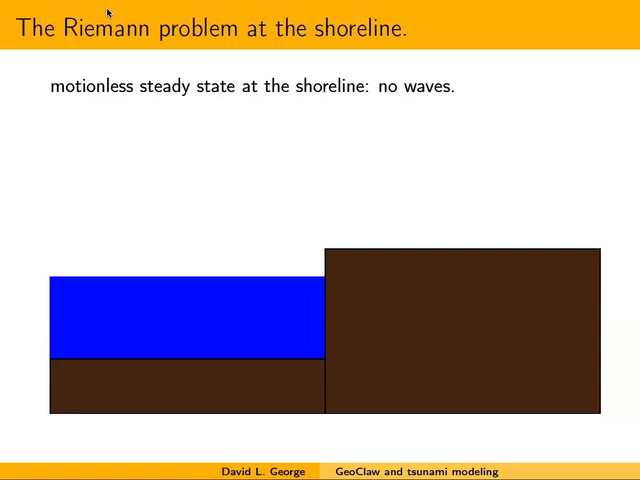 The Riemann problem at the shoreline.
motionless steady state at the shoreline: no waves.
David L. George GeoClaw and tsunami modeling